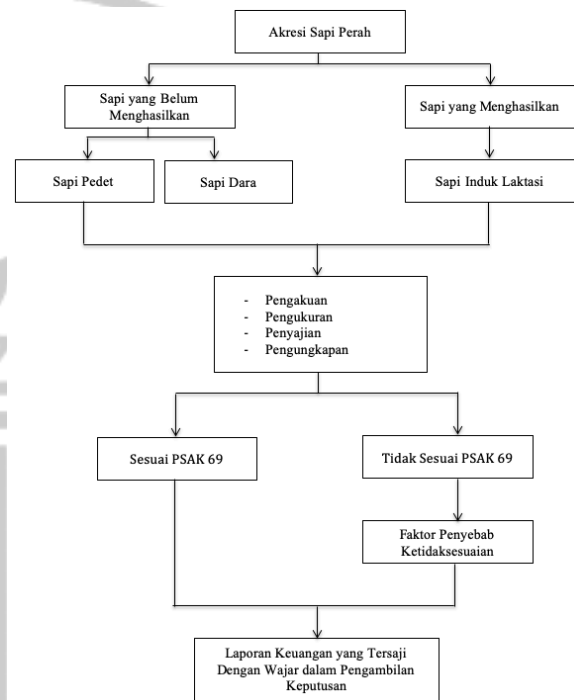 Akresi Sapi Perah
Sapi yang Belum
Menghasilkan
Sapi yang Menghasilkan
Sapi Pedet
Sapi Dara
Sapi Induk Laktasi
- Pengakuan
- Pengukuran
- Penyajian
- Pengungkapan
Sesuai PSAK 69
Tidak Sesuai PSAK 69
Faktor Penyebab
Ketidaksesuaian
Laporan Keuangan yang Tersaji
Dengan Wajar dalam Pengambilan
Keputusan